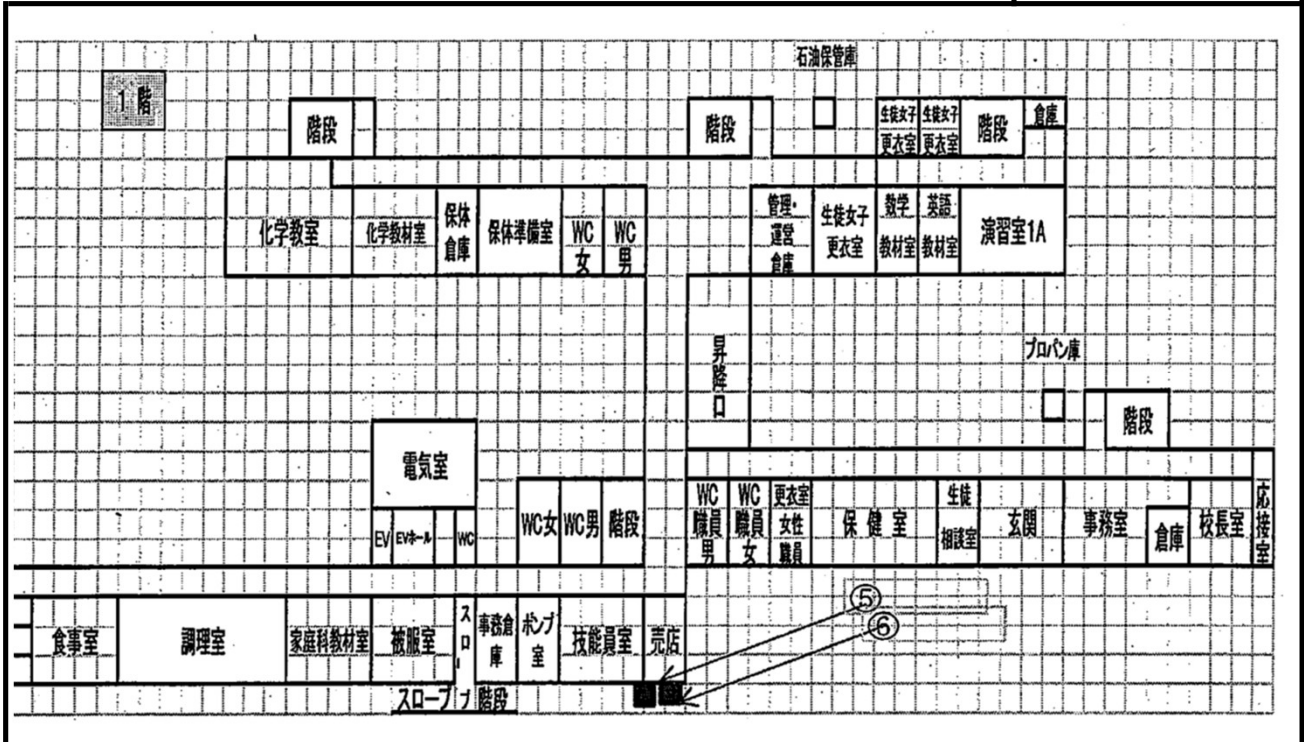 石油保管庫
1階
階段
階段
生徒女子
更衣室
生徒女子
更衣室
階段
倉庫
化学教室
化学教材室
保体
倉庫
保体準備室
WC
女
WC
男
管理・
運営
倉庫
生徒女子
更衣室
数学
教材室
英語
教材室
演習室1A
昇降口
プロパン庫
階段
電気室
EV
EVホール
WC
WC女
WC男
階段
WC
職員
男
WC
職員
女
更衣室
女性
職員
保健室
生徒
相談室
玄関
事務室
倉庫
校長室
応接室
⑤
⑥
食事室
調理室
家庭科教材室
被服室
スロープ
事務倉
庫
ポンプ
室
技能員室
売店
スロープ
階段